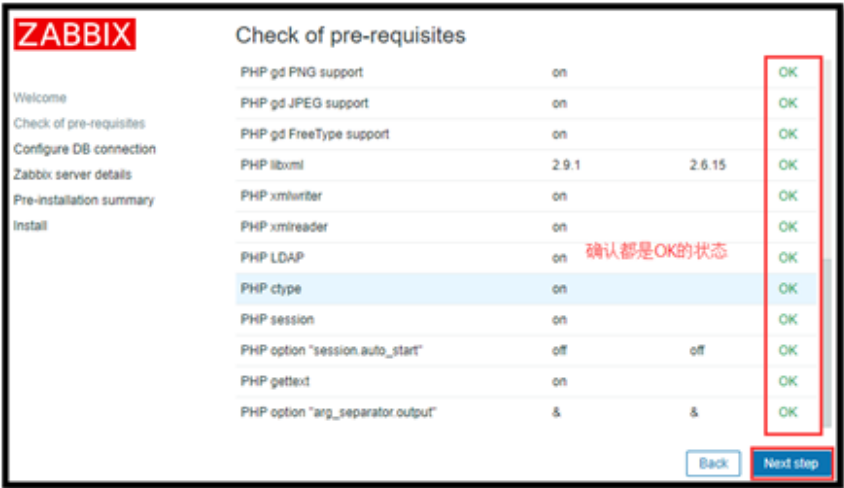 ZABBIX
Check of pre-requisites
Welcome
Check of pre-requisites
Configure DB connection
Zabbix server details
Pre-installation summary
Install
PHP gd PNG support on OK
PHP gd JPEG support on OK
PHP gd FreeType support on OK
PHP libxml 2.9.1 2.6.15 OK
PHP xmlwriter on OK
PHP xmlreader on OK
PHP LDAP on OK
确认都是OK的状态
PHP ctype on OK
PHP session on OK
PHP option "session.auto_start" off off OK
PHP gettext on OK
PHP option "arg_separator.output" & & OK
Back Next step